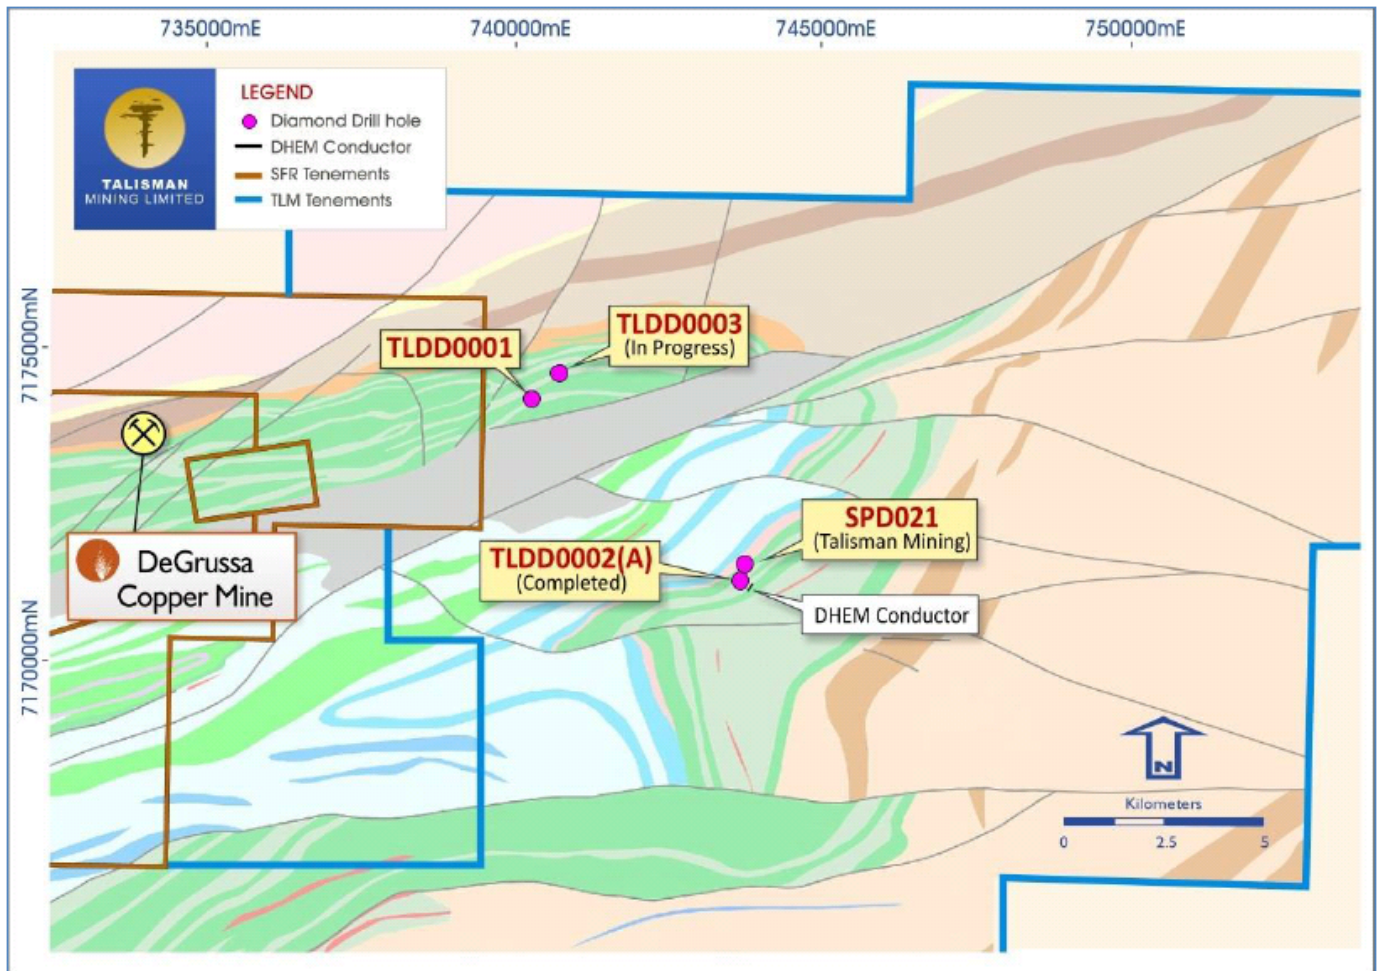 735000mE
740000mE
745000mE
750000mE
TALISMAN
MINING LIMITED
LEGEND
Diamond Drill hole
DHEM Conductor
SFR Tenements
TLM Tenements
7175000mN
7170000mN
TLDD0001
TLDD0003
(In Progress)
SPD021
(Talisman Mining)
TLDD0002(A)
(Completed)
DHEM Conductor
DeGrussa
Copper Mine
N
Kilometers
0
2.5
5